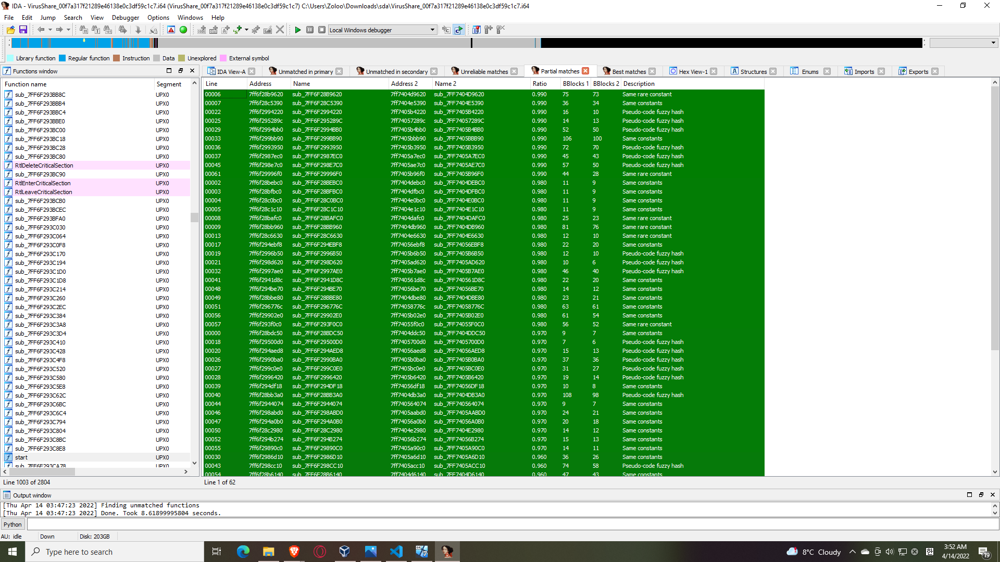 IDA - VirusShare_00f7a317f21289e46138e0c3df59c1c7.i64 (VirusShare_00f7a317f21289e46138e0c3df59c1c7) C:\Users\Zoloo\Downloads\sda\VirusShare_00f7a317f21289e46138e0c3df59c1c7.i64
File Edit Jump Search View Debugger Options Windows Help
Local Windows debugger
Library function Regular function Instruction Data Unexplored External symbol
Functions window
Function name Segment
sub_7FF6F293BB8C UPX0
sub_7FF6F293BBB4 UPX0
sub_7FF6F293BBC4 UPX0
sub_7FF6F293BBE0 UPX0
sub_7FF6F293BC00 UPX0
sub_7FF6F293BC18 UPX0
sub_7FF6F293BC28 UPX0
sub_7FF6F293BC80 UPX0
RtlDeleteCriticalSection UPX0
sub_7FF6F293BC90 UPX0
RtlEnterCriticalSection UPX0
RtlLeaveCriticalSection UPX0
sub_7FF6F293BCB0 UPX0
sub_7FF6F293BCEC UPX0
sub_7FF6F293BFA0 UPX0
sub_7FF6F293C030 UPX0
sub_7FF6F293C064 UPX0
sub_7FF6F293C0F8 UPX0
sub_7FF6F293C170 UPX0
sub_7FF6F293C194 UPX0
sub_7FF6F293C1D0 UPX0
sub_7FF6F293C1D8 UPX0
sub_7FF6F293C214 UPX0
sub_7FF6F293C260 UPX0
sub_7FF6F293C2EC UPX0
sub_7FF6F293C384 UPX0
sub_7FF6F293C3A8 UPX0
sub_7FF6F293C3D4 UPX0
sub_7FF6F293C410 UPX0
sub_7FF6F293C428 UPX0
sub_7FF6F293C4F8 UPX0
sub_7FF6F293C520 UPX0
sub_7FF6F293C580 UPX0
sub_7FF6F293C5E8 UPX0
sub_7FF6F293C62C UPX0
sub_7FF6F293C6BC UPX0
sub_7FF6F293C6C4 UPX0
sub_7FF6F293C794 UPX0
sub_7FF6F293C804 UPX0
sub_7FF6F293C8BC UPX0
sub_7FF6F293C8E8 UPX0
start UPX0
sub_7FF6F293CA78 UPX0
Line 1003 of 2804
IDA View-A Unmatched in primary Unmatched in secondary Unreliable matches Partial matches Best matches Hex View-1 Structures Enums Imports Exports
Line Address Name Address 2 Name 2 Ratio BBlocks 1 BBlocks 2 Description
00006 7ff6f28b9620 sub_7FF6F28B9620 7ff7404d9620 sub_7FF7404D9620 0.990 75 73 Same rare constant
00007 7ff6f28c5390 sub_7FF6F28C5390 7ff7404e5390 sub_7FF7404E5390 0.990 36 34 Same constants
00022 7ff6f2994220 sub_7FF6F2994220 7ff7405b4220 sub_7FF7405B4220 0.990 16 10 Pseudo-code fuzzy hash
00025 7ff6f295289c sub_7FF6F295289C 7ff74057289c sub_7FF74057289C 0.990 14 13 Pseudo-code fuzzy hash
00029 7ff6f2994bb0 sub_7FF6F2994BB0 7ff7405b4bb0 sub_7FF7405B4BB0 0.990 52 50 Pseudo-code fuzzy hash
00033 7ff6f299bb90 sub_7FF6F299BB90 7ff7405bbb90 sub_7FF7405BBB90 0.990 106 100 Same constants
00036 7ff6f2993950 sub_7FF6F2993950 7ff7405b3950 sub_7FF7405B3950 0.990 72 70 Pseudo-code fuzzy hash
00037 7ff6f2987ec0 sub_7FF6F2987EC0 7ff7405a7ec0 sub_7FF7405A7EC0 0.990 45 43 Pseudo-code fuzzy hash
00045 7ff6f298e7c0 sub_7FF6F298E7C0 7ff7405ae7c0 sub_7FF7405AE7C0 0.990 57 50 Pseudo-code fuzzy hash
00061 7ff6f29996f0 sub_7FF6F29996F0 7ff7405b96f0 sub_7FF7405B96F0 0.990 44 28 Same rare constant
00002 7ff6f28bebc0 sub_7FF6F28BEBC0 7ff7404debc0 sub_7FF7404DEBC0 0.980 11 9 Same constants
00003 7ff6f28bfbc0 sub_7FF6F28BFBC0 7ff7404dfbc0 sub_7FF7404DFBC0 0.980 11 9 Same constants
00004 7ff6f28c0bc0 sub_7FF6F28C0BC0 7ff7404e0bc0 sub_7FF7404E0BC0 0.980 11 9 Same constants
00005 7ff6f28c1c10 sub_7FF6F28C1C10 7ff7404e1c10 sub_7FF7404E1C10 0.980 11 9 Same constants
00008 7ff6f28bafc0 sub_7FF6F28BAFC0 7ff7404dafc0 sub_7FF7404DAFC0 0.980 25 23 Same rare constant
00009 7ff6f28bb960 sub_7FF6F28BB960 7ff7404db960 sub_7FF7404DB960 0.980 81 76 Same rare constant
00013 7ff6f28c6630 sub_7FF6F28C6630 7ff7404e6630 sub_7FF7404E6630 0.980 12 10 Same rare constant
00017 7ff6f294ebf8 sub_7FF6F294EBF8 7ff74056ebf8 sub_7FF74056EBF8 0.980 22 20 Same constants
00019 7ff6f2996b50 sub_7FF6F2996B50 7ff7405b6b50 sub_7FF7405B6B50 0.980 12 10 Pseudo-code fuzzy hash
00021 7ff6f298d620 sub_7FF6F298D620 7ff7405ad620 sub_7FF7405AD620 0.980 10 6 Pseudo-code fuzzy hash
00032 7ff6f2997ae0 sub_7FF6F2997AE0 7ff7405b7ae0 sub_7FF7405B7AE0 0.980 46 40 Pseudo-code fuzzy hash
00041 7ff6f2941d8c sub_7FF6F2941D8C 7ff740561d8c sub_7FF740561D8C 0.980 22 20 Same constants
00048 7ff6f294be70 sub_7FF6F294BE70 7ff74056be70 sub_7FF74056BE70 0.980 14 12 Same constants
00049 7ff6f28bbe80 sub_7FF6F28BBE80 7ff7404dbe80 sub_7FF7404DBE80 0.980 23 21 Same constants
00051 7ff6f296776c sub_7FF6F296776C 7ff74058776c sub_7FF74058776C 0.980 63 61 Same constants
00056 7ff6f29902e0 sub_7FF6F29902E0 7ff7405b02e0 sub_7FF7405B02E0 0.980 61 54 Same constants
00057 7ff6f293f0c0 sub_7FF6F293F0C0 7ff74055f0c0 sub_7FF74055F0C0 0.980 56 52 Same rare constant
00000 7ff6f28bdc50 sub_7FF6F28BDC50 7ff7404ddc50 sub_7FF7404DDC50 0.970 9 7 Same constants
00018 7ff6f29500d0 sub_7FF6F29500D0 7ff7405700d0 sub_7FF7405700D0 0.970 7 6 Pseudo-code fuzzy hash
00020 7ff6f294aed8 sub_7FF6F294AED8 7ff74056aed8 sub_7FF74056AED8 0.970 15 13 Pseudo-code fuzzy hash
00026 7ff6f2990ba0 sub_7FF6F2990BA0 7ff7405b0ba0 sub_7FF7405B0BA0 0.970 37 36 Pseudo-code fuzzy hash
00027 7ff6f299c0e0 sub_7FF6F299C0E0 7ff7405bc0e0 sub_7FF7405BC0E0 0.970 31 27 Pseudo-code fuzzy hash
00028 7ff6f2996420 sub_7FF6F2996420 7ff7405b6420 sub_7FF7405B6420 0.970 19 14 Pseudo-code fuzzy hash
00039 7ff6f294df18 sub_7FF6F294DF18 7ff74056df18 sub_7FF74056DF18 0.970 10 8 Same constants
00040 7ff6f28bb3a0 sub_7FF6F28BB3A0 7ff7404db3a0 sub_7FF7404DB3A0 0.970 108 98 Pseudo-code fuzzy hash
00044 7ff6f2944074 sub_7FF6F2944074 7ff740564074 sub_7FF740564074 0.970 9 7 Same constants
00046 7ff6f298abd0 sub_7FF6F298ABD0 7ff7405aabd0 sub_7FF7405AABD0 0.970 24 21 Same constants
00047 7ff6f294a0b0 sub_7FF6F294A0B0 7ff74056a0b0 sub_7FF74056A0B0 0.970 20 18 Same constants
00050 7ff6f28c2980 sub_7FF6F28C2980 7ff7404e2980 sub_7FF7404E2980 0.970 14 12 Same constants
00052 7ff6f294b274 sub_7FF6F294B274 7ff74056b274 sub_7FF74056B274 0.970 15 13 Same constants
00055 7ff6f29890c0 sub_7FF6F29890C0 7ff7405a90c0 sub_7FF7405A90C0 0.970 14 11 Same constants
00030 7ff6f2986d10 sub_7FF6F2986D10 7ff7405a6d10 sub_7FF7405A6D10 0.960 36 26 Same constants
00043 7ff6f298cc10 sub_7FF6F298CC10 7ff7405acc10 sub_7FF7405ACC10 0.960 74 58 Pseudo-code fuzzy hash
00054 7ff6f28b6140 sub_7FF6F28B6140 7ff7404d6140 sub_7FF7404D6140 0.960 47 43 Same constants
Line 1 of 62
Output window
[Thu Apr 14 03:47:23 2022] Finding unmatched functions
[Thu Apr 14 03:47:23 2022] Done. Took 8.61899995804 seconds.
Python
AU: idle Down Disk: 203GB
Type here to search
8°C Cloudy
한
3:52 AM
4/14/2022
19